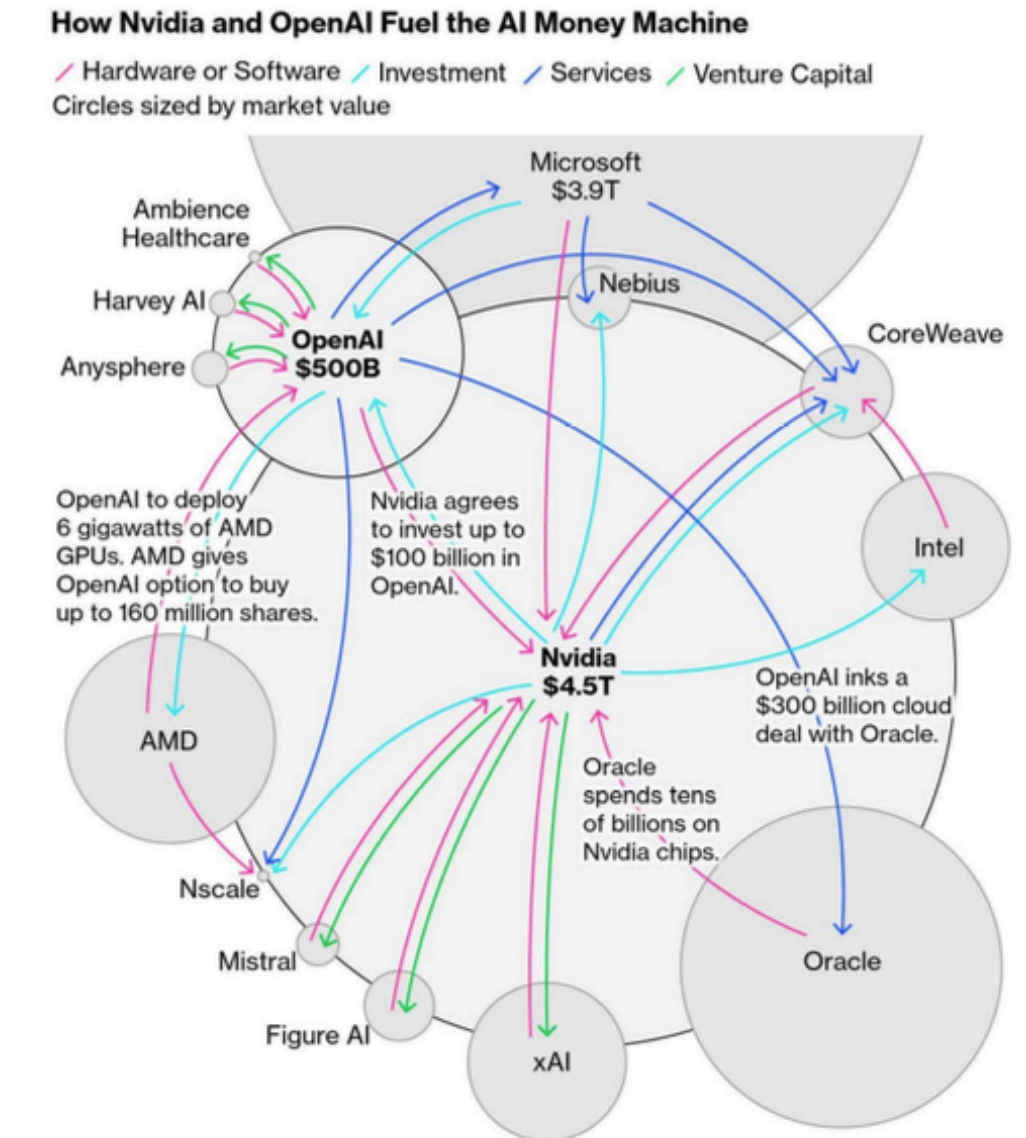 How Nvidia and OpenAI Fuel the AI Money Machine
Hardware or Software Investment Services Venture Capital
Circles sized by market value
Microsoft
$3.9T
Ambience
Healthcare
Harvey AI
Anysphere
OpenAI
$500B
Nebius
CoreWeave
OpenAI to deploy
6 gigawatts of AMD
GPUs. AMD gives
OpenAI option to buy
up to 160 million shares.
Nvidia agrees
to invest up to
$100 billion in
OpenAI.
Intel
Nvidia
$4.5T
OpenAI inks a
$300 billion cloud
deal with Oracle.
AMD
Oracle
spends tens
of billions on
Nvidia chips.
Nscale
Mistral
Figure AI
xAI
Oracle